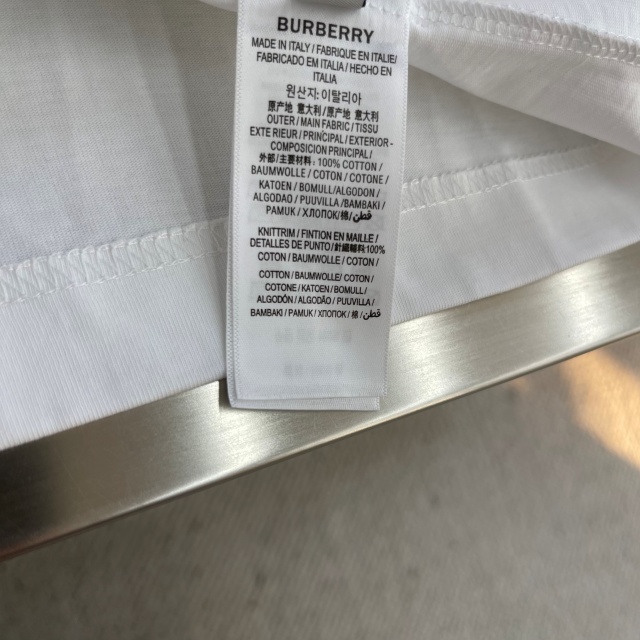 BURBERRY
MADE IN ITALY / FABRIQUE EN ITALIE/
FABRICADO EM ITALIA / HECHO EN
ITALIA
원산지: 이탈리아
原产地 意大利 / 原産地 意大利/
OUTER / MAIN FABRIC / TISSU
EXTE RIEUR / PRINCIPAL / EXTERIOR -
COMPOSICION PRINCIPAL /
外部 / 主要材料: 100% COTTON /
BAUMWOLLE / COTON / COTONE /
KATOEN / BOMULL/ALGODON /
ALGODAO / PUUVILLA /BAMBAKI /
PAMUK / ХЛОПОК/棉/قطن
KNITTRIM / FINTION EN MAILLE /
DETALLES DE PUNTO / 针織輔料 100%
COTON / BAUMWOLLE / COTON /
COTTON / BAUMWOLLE / COTON /
COTONE / KATOEN / BOMULL /
ALGODÓN / ALGODÃO / PUUVILLA /
BAMBAKI / PAMUK / ХЛОПОК / 棉 / قطن